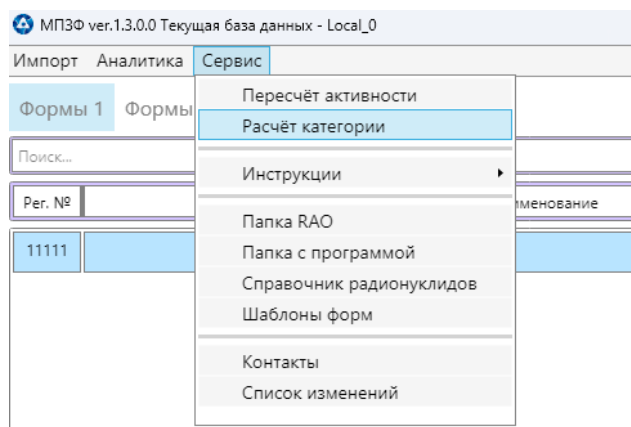 МПЗФ ver.1.3.0.0 Текущая база данных - Local_0
Импорт Аналитика Сервис
Формы 1 Формы
Пересчёт активности
Расчёт категории
Поиск...
Инструкции
Рег. №
именование
Папка RAO
11111
Папка с программой
Справочник радионуклидов
Шаблоны форм
Контакты
Список изменений